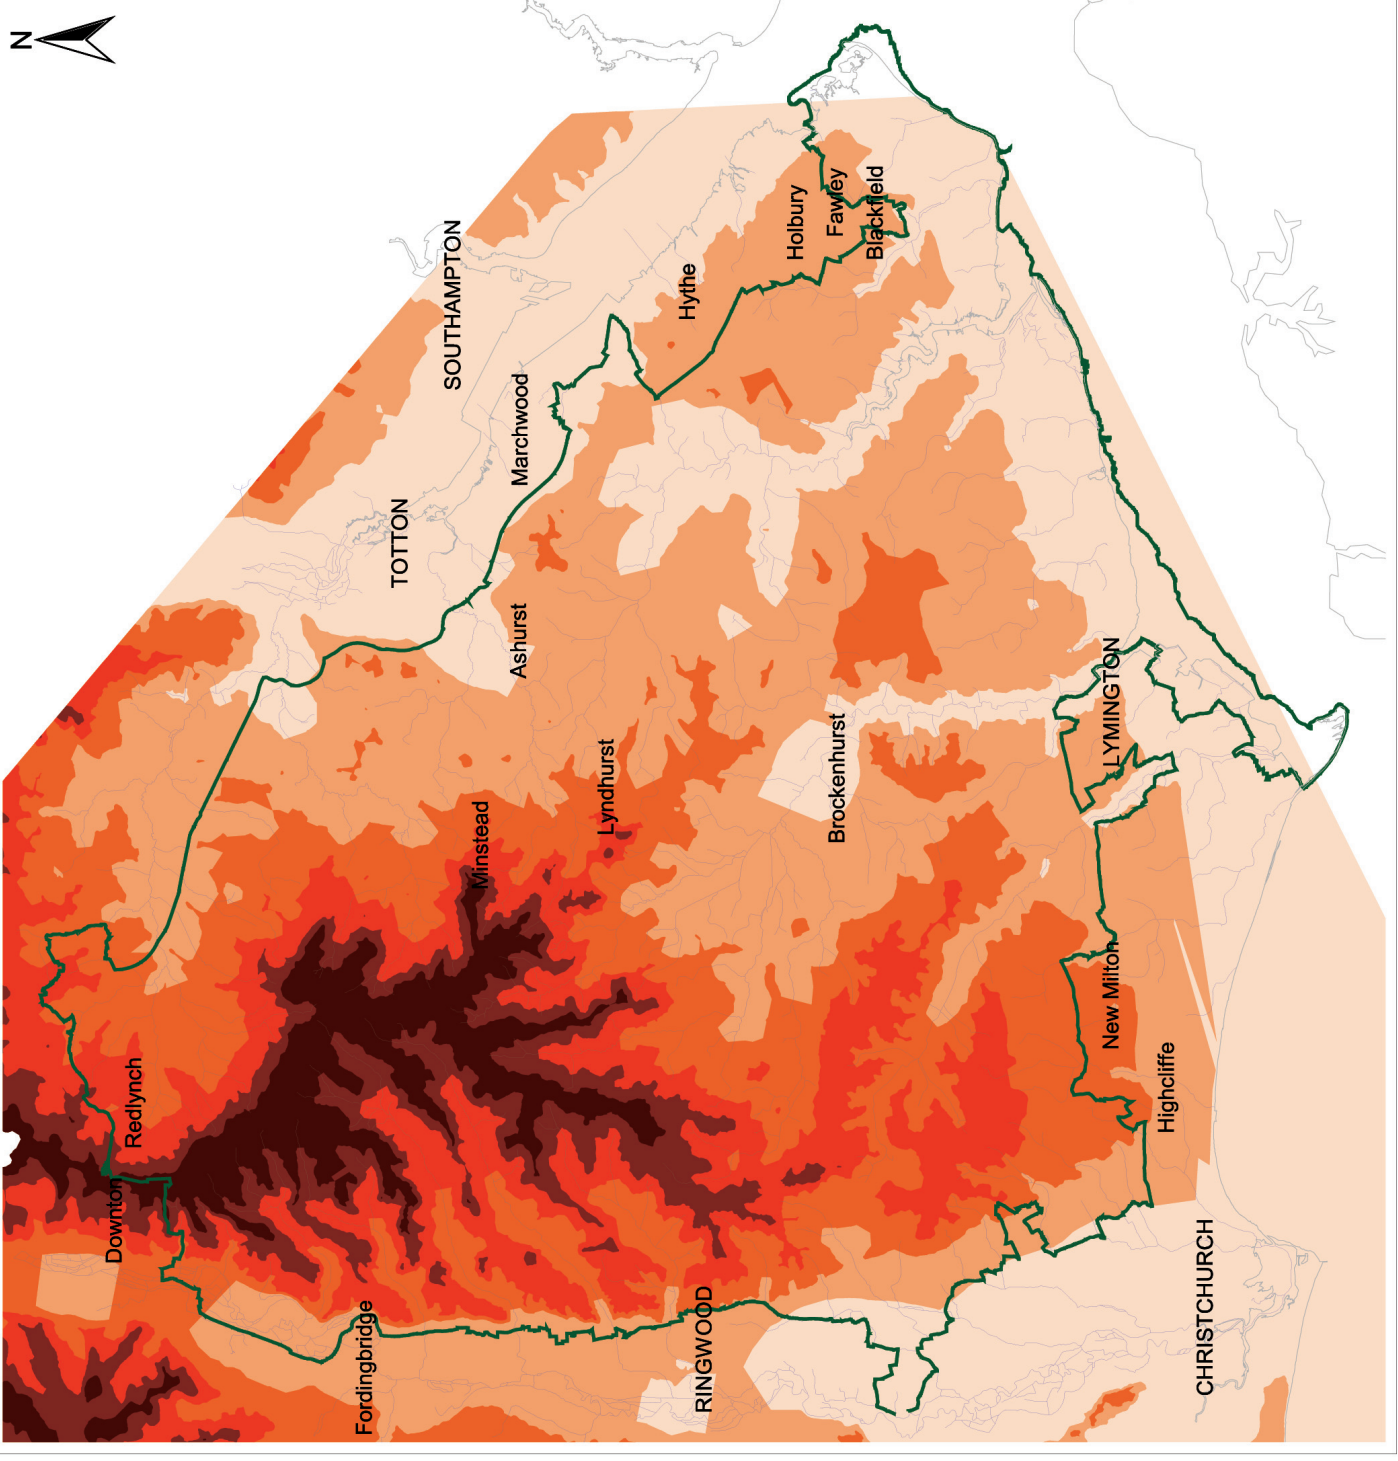 N
SOUTHAMPTON
TOTTON
Marchwood
Hythe
Holbury
Fawley
Blackfield
Ashurst
Lyndhurst
Minstead
Brockenhurst
LYMINGTON
Redlynch
Downton
New Milton
Highcliffe
Fordingbridge
RINGWOOD
CHRISTCHURCH